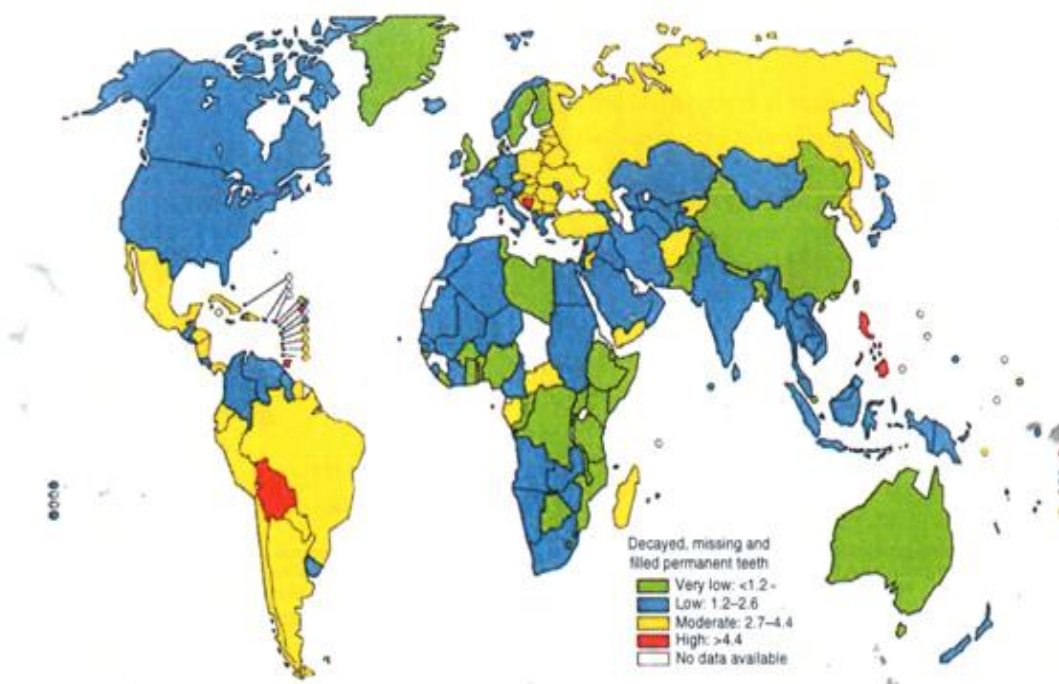 Decayed, missing and
filled permanent teeth
Very low: <1.2 -
Low: 1.2–2.6
Moderate: 2.7–4.4
High: >4.4
No data available